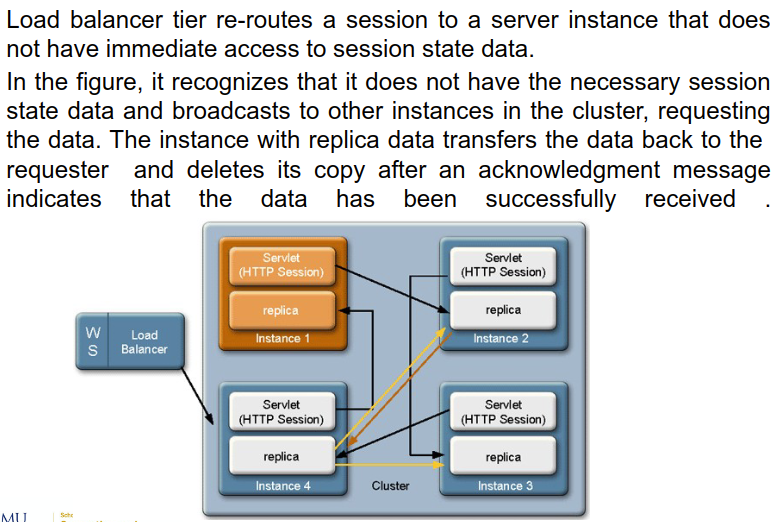 Load balancer tier re-routes a session to a server instance that does
not have immediate access to session state data.
In the figure, it recognizes that it does not have the necessary session
state data and broadcasts to other instances in the cluster, requesting
the data. The instance with replica data transfers the data back to the
requester and deletes its copy after an acknowledgment message
indicates that the data has been successfully received .
Servlet
(HTTP Session)
replica
Instance 1
Servlet
(HTTP Session)
replica
Instance 2
W
S
Load
Balancer
Servlet
(HTTP Session)
replica
Instance 4
Cluster
Servlet
(HTTP Session)
replica
Instance 3
MU